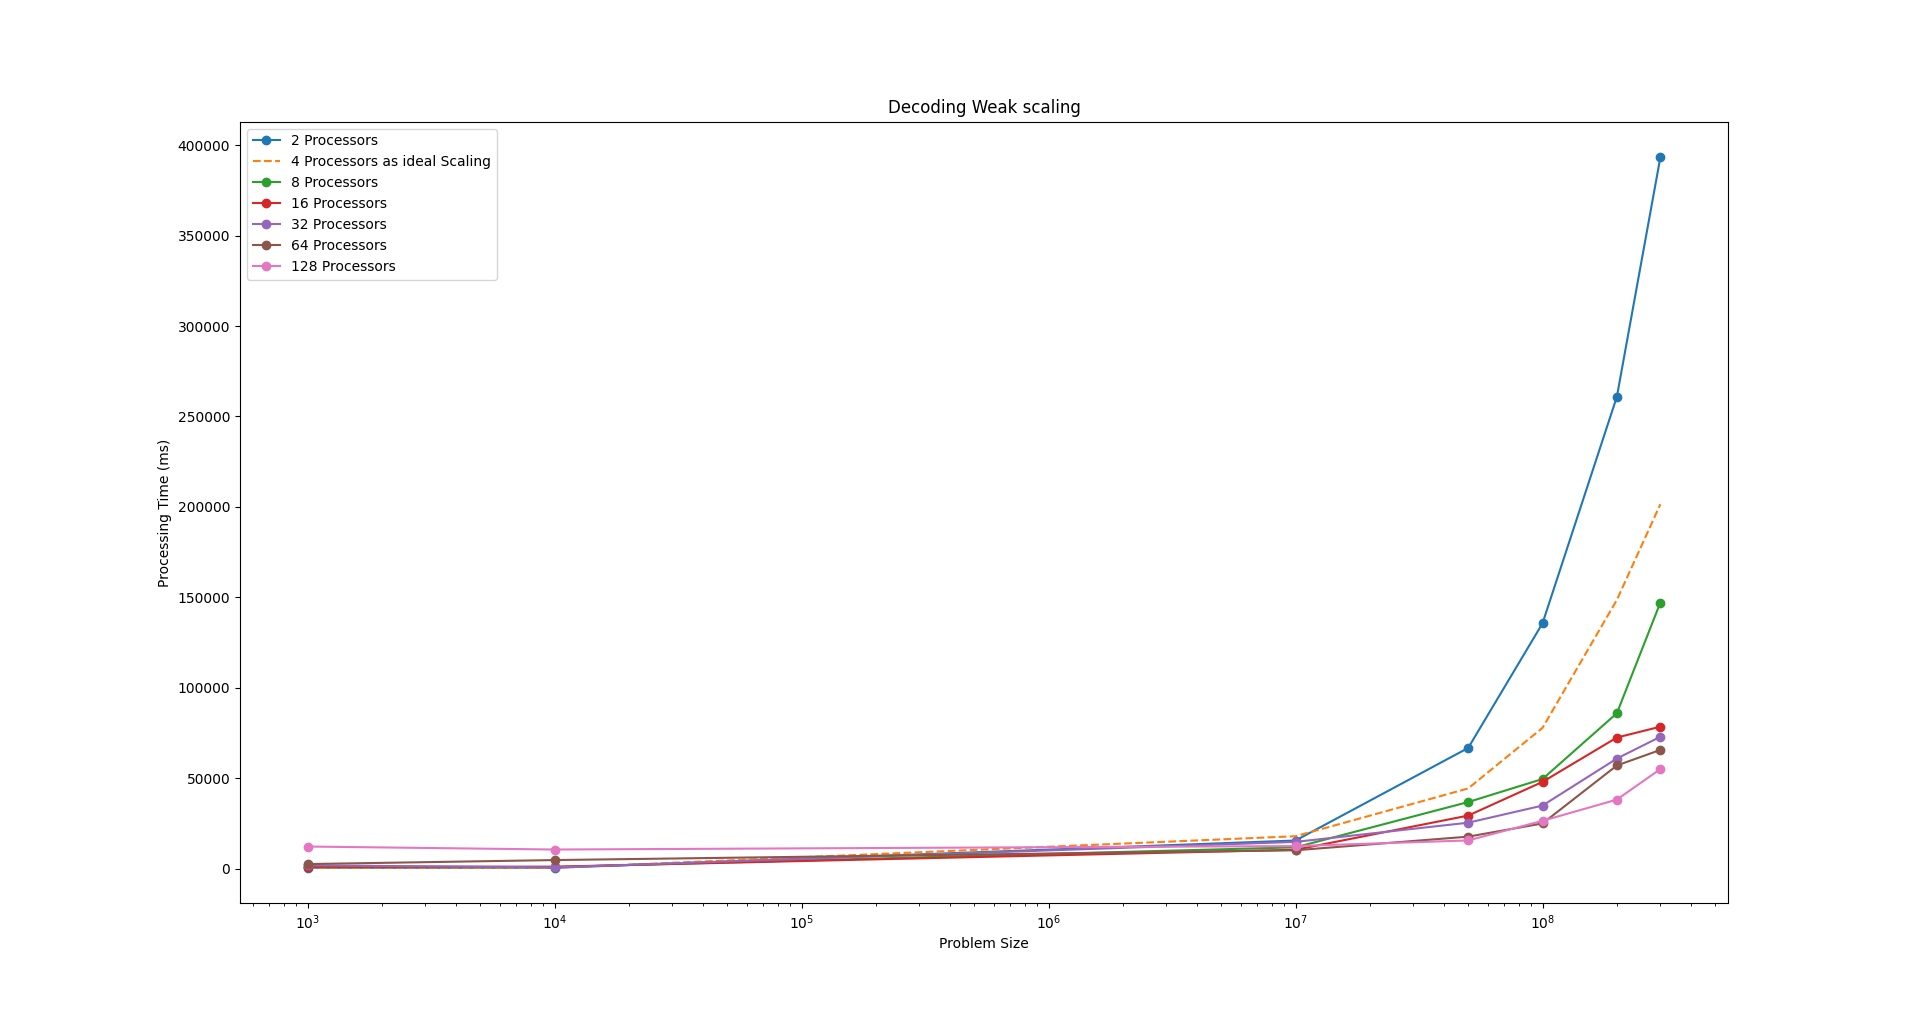 Decoding Weak scaling
2 Processors
4 Processors as ideal Scaling
8 Processors
16 Processors
32 Processors
64 Processors
128 Processors
400000
350000
300000
250000
200000
150000
100000
50000
0
Processing Time (ms)
10³ 10⁴ 10⁵ 10⁶ 10⁷ 10⁸
Problem Size